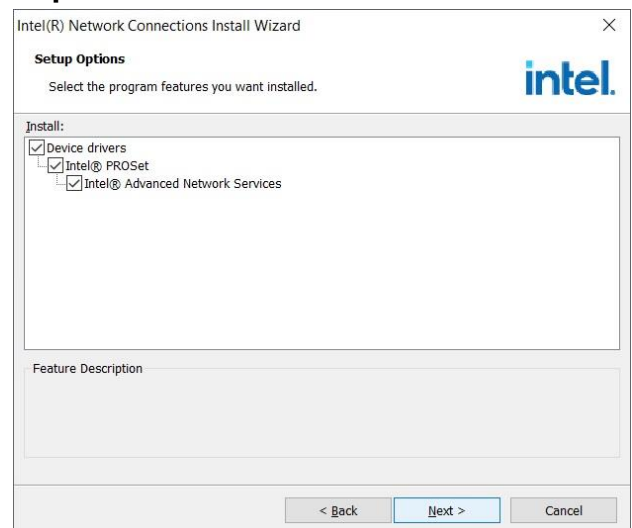 Intel(R) Network Connections Install Wizard
Setup Options
Select the program features you want installed.
intel.
Install:
Device drivers
Intel® PROSet
Intel® Advanced Network Services
Feature Description
< Back
Next >
Cancel